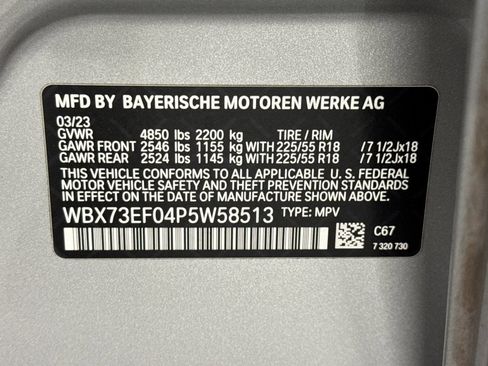 MFD BY BAYERISCHE MOTOREN WERKE AG
03/23
GVWR 4850 lbs 2200 kg TIRE / RIM
GAWR FRONT 2546 lbs 1155 kg WITH 225/55 R18 /7 1/2Jx18
GAWR REAR 2524 lbs 1145 kg WITH 225/55 R18 /7 1/2Jx18
THIS VEHICLE CONFORMS TO ALL APPLICABLE U. S. FEDERAL
MOTOR VEHICLE SAFETY, BUMPER, AND THEFT PREVENTION
STANDARDS IN EFFECT ON THE DATE OF MANUFACTURE SHOWN ABOVE.
WBX73EF04P5W58513 TYPE: MPV
C67
7 320 730